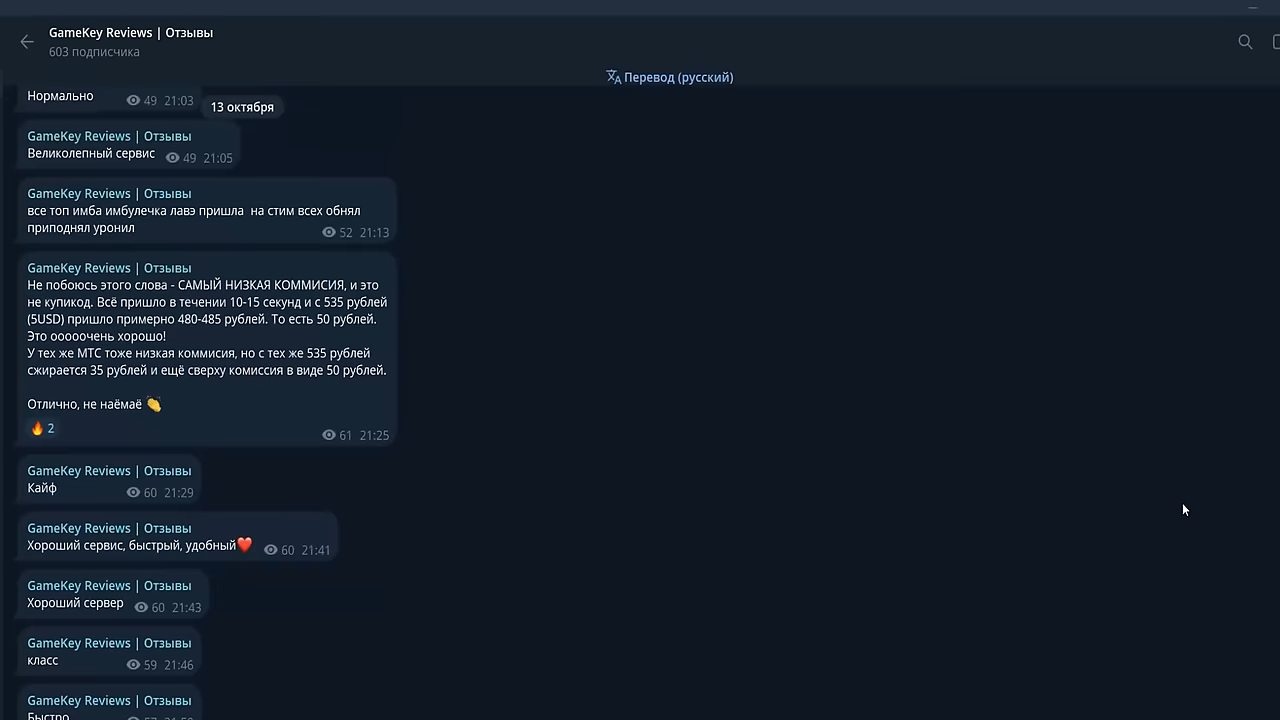 GameKey Reviews | Отзывы
603 подписчика
Перевод (русский)
Нормально 49 21:03
13 октября
GameKey Reviews | Отзывы
Великолепный сервис 49 21:05
GameKey Reviews | Отзывы
все топ имба имбулечка лавэ пришла на стим всех обнял
приподнял уронил 52 21:13
GameKey Reviews | Отзывы
Не побоюсь этого слова - САМЫЙ НИЗКАЯ КОММИСИЯ, и это
не купикод. Всё пришло в течении 10-15 секунд и с 535 рублей
(5USD) пришло примерно 480-485 рублей. То есть 50 рублей.
Это ооооочень хорошо!
У тех же МТС тоже низкая коммисия, но с тех же 535 рублей
сжирается 35 рублей и ещё сверху комиссия в виде 50 рублей.
Отлично, не наёмаё 👏
🔥 2 61 21:25
GameKey Reviews | Отзывы
Кайф 60 21:29
GameKey Reviews | Отзывы
Хороший сервис, быстрый, удобный❤️ 60 21:41
GameKey Reviews | Отзывы
Хороший сервер 60 21:43
GameKey Reviews | Отзывы
класс 59 21:46
GameKey Reviews | Отзывы
Быстро